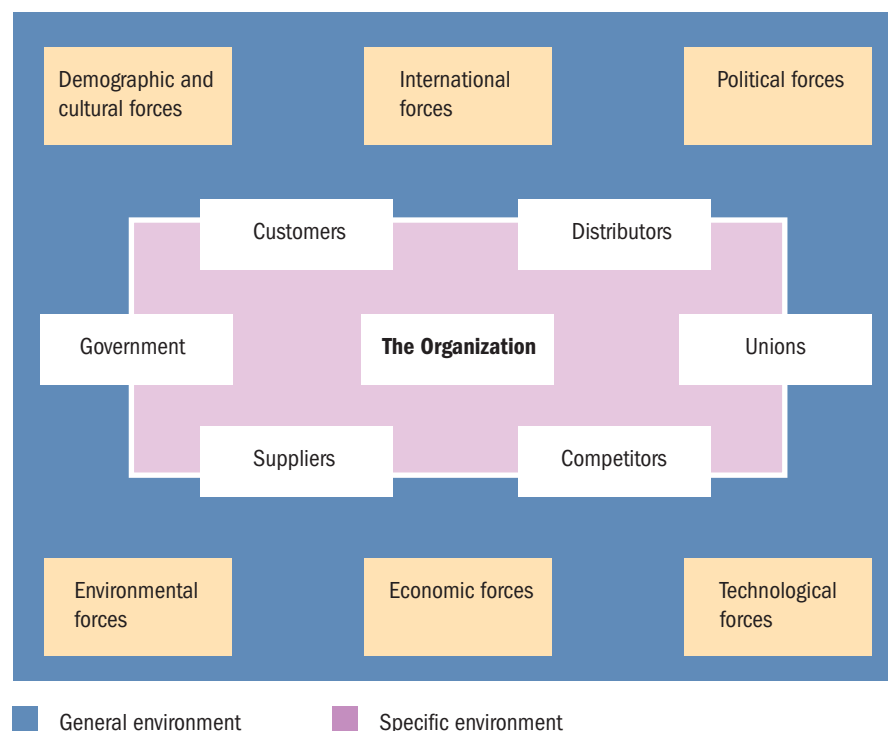 Demographic and
cultural forces
International
forces
Political forces
Customers
Distributors
Government
The Organization
Unions
Suppliers
Competitors
Environmental
forces
Economic forces
Technological
forces
General environment
Specific environment